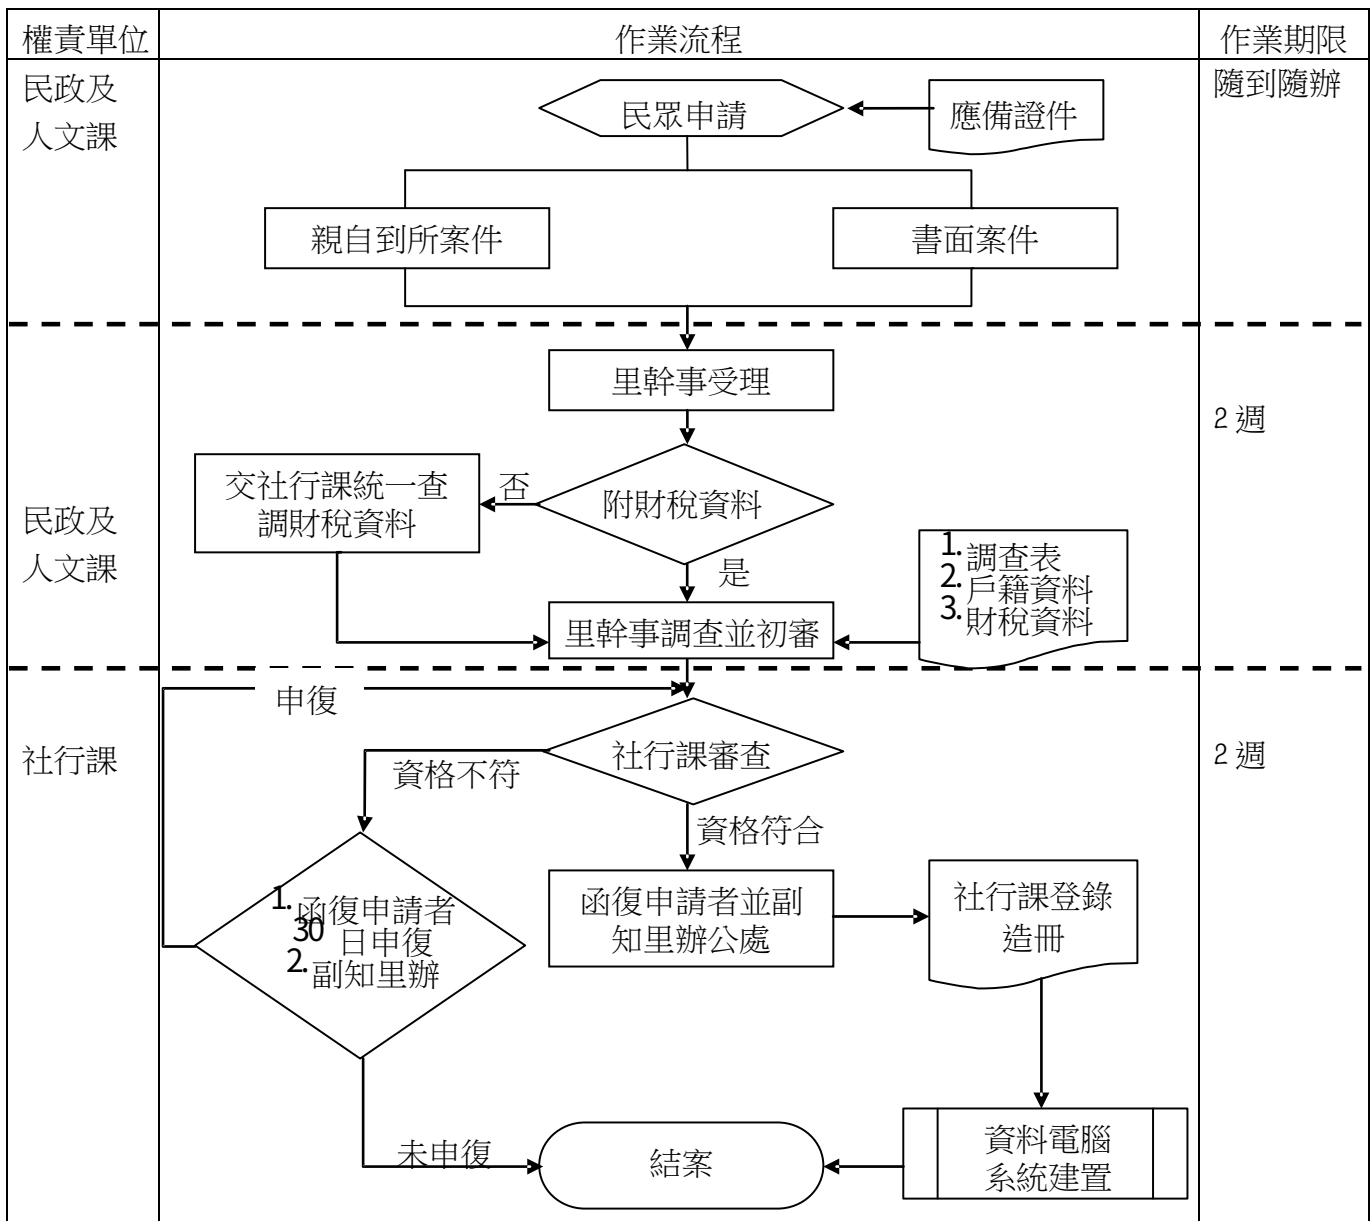 權責單位
作業流程
作業期限
民政及
人文課
隨到隨辦
民眾申請
應備證件
親自到所案件
書面案件
里幹事受理
2 週
交社行課統一查
調財稅資料
否
附財稅資料
民政及
人文課
是
1.調查表
2.戶籍資料
3.財稅資料
里幹事調查並初審
申復
社行課
社行課審查
2 週
資格不符
資格符合
1.函復申請者
30 日申復
2.副知里辦
函復申請者並副
知里辦公處
社行課登錄
造冊
未申復
結案
資料電腦
系統建置